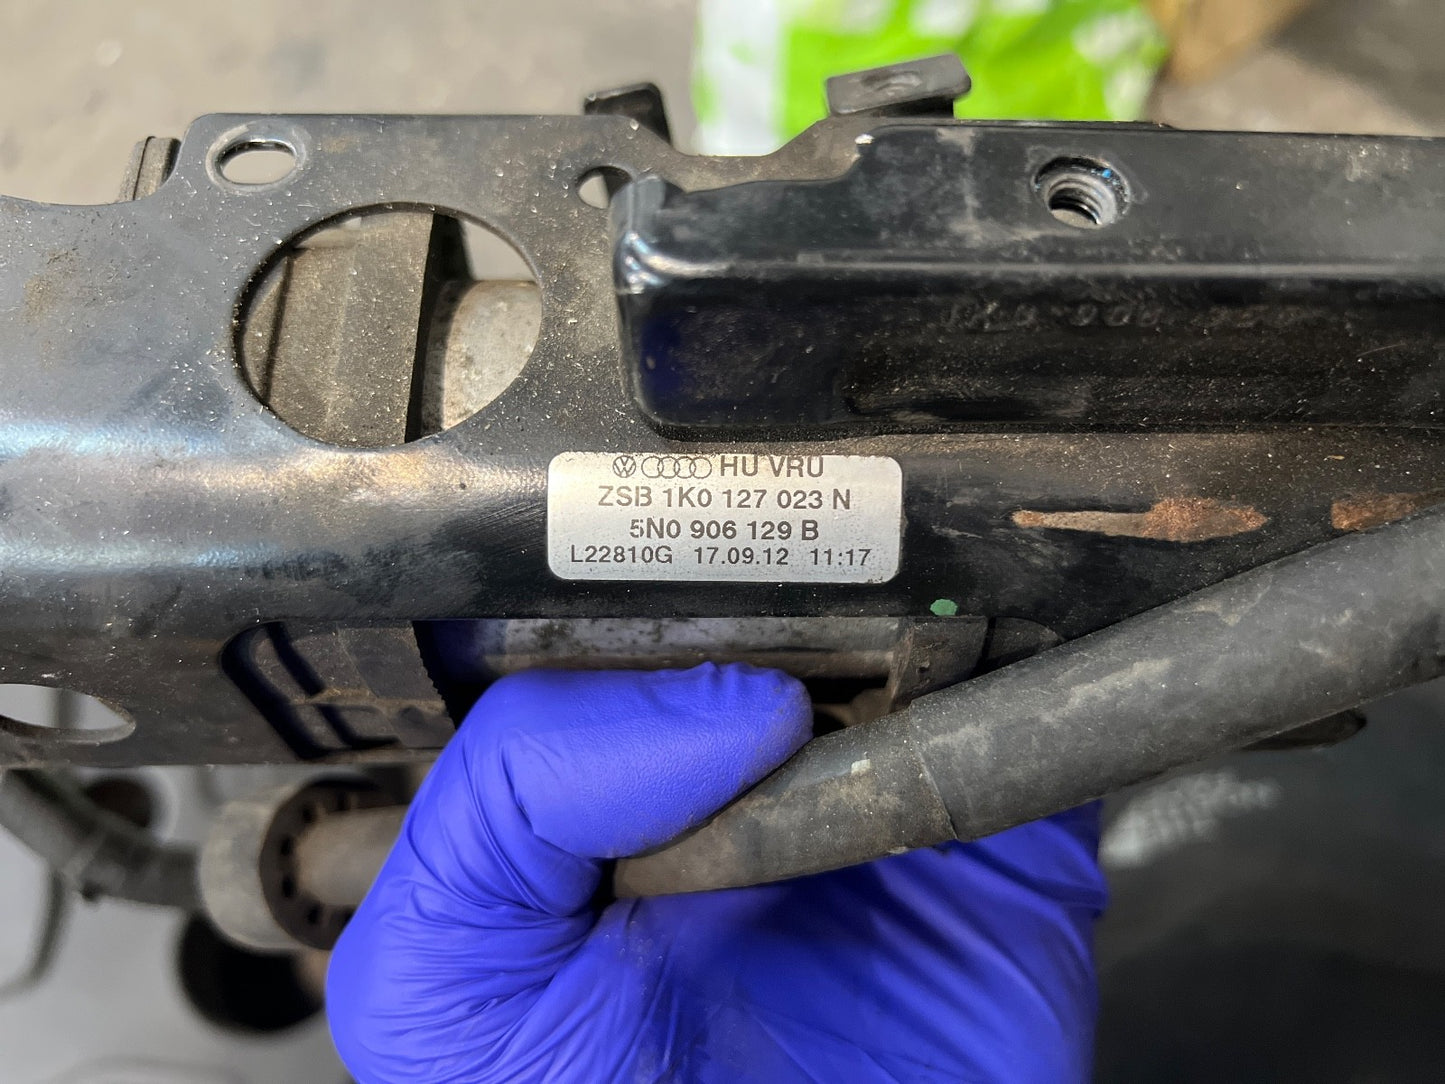 HU VRU
ZSB 1K0 127 023 N
5N0 906 129 B
L22810G 17.09.12 11:17